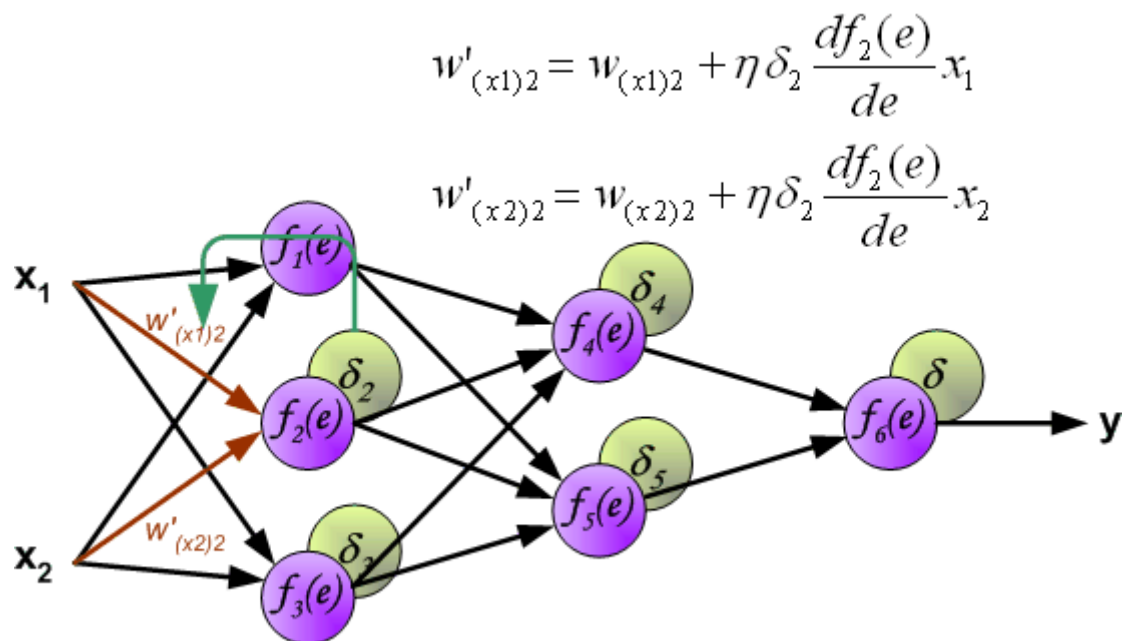 w'(x1)2 = w(x1)2 + η δ2 df2(e)/de x1
w'(x2)2 = w(x2)2 + η δ2 df2(e)/de x2
f1(e)
x1
δ4
w'(x1)2
f4(e)
δ2
δ
f2(e)
f6(e)
y
δ5
w'(x2)2
f5(e)
x2
δ3
f3(e)